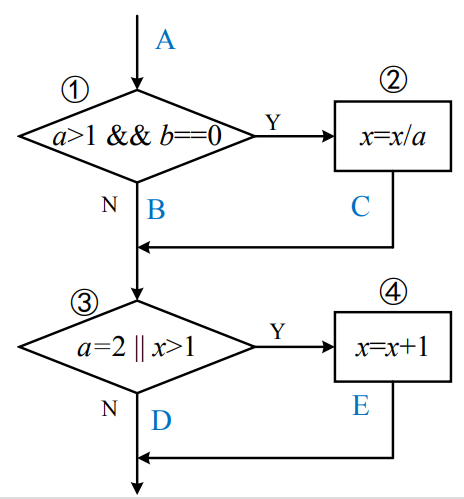 A
①
②
a>1 && b==0
Y
x=x/a
N
B
C
③
④
a=2 || x>1
Y
x=x+1
N
D
E